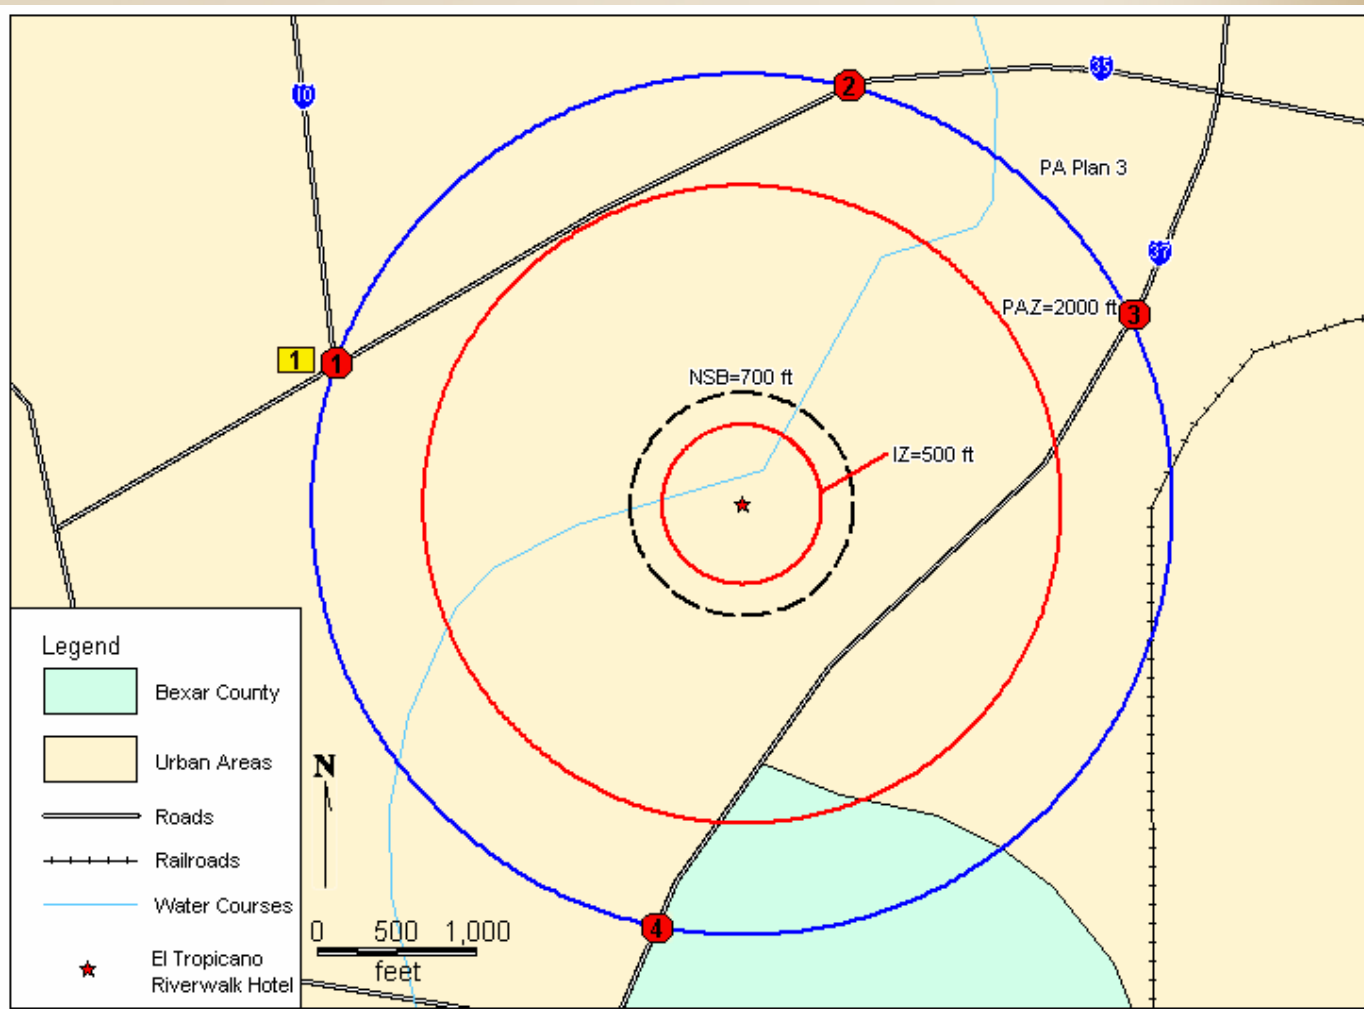 10
2
35
PA Plan 3
37
PAZ=2000 ft
3
1
1
NSB=700 ft
IZ=500 ft
Legend
Bexar County
Urban Areas
Roads
Railroads
Water Courses
El Tropicano
Riverwalk Hotel
N
0 500 1,000
feet
4